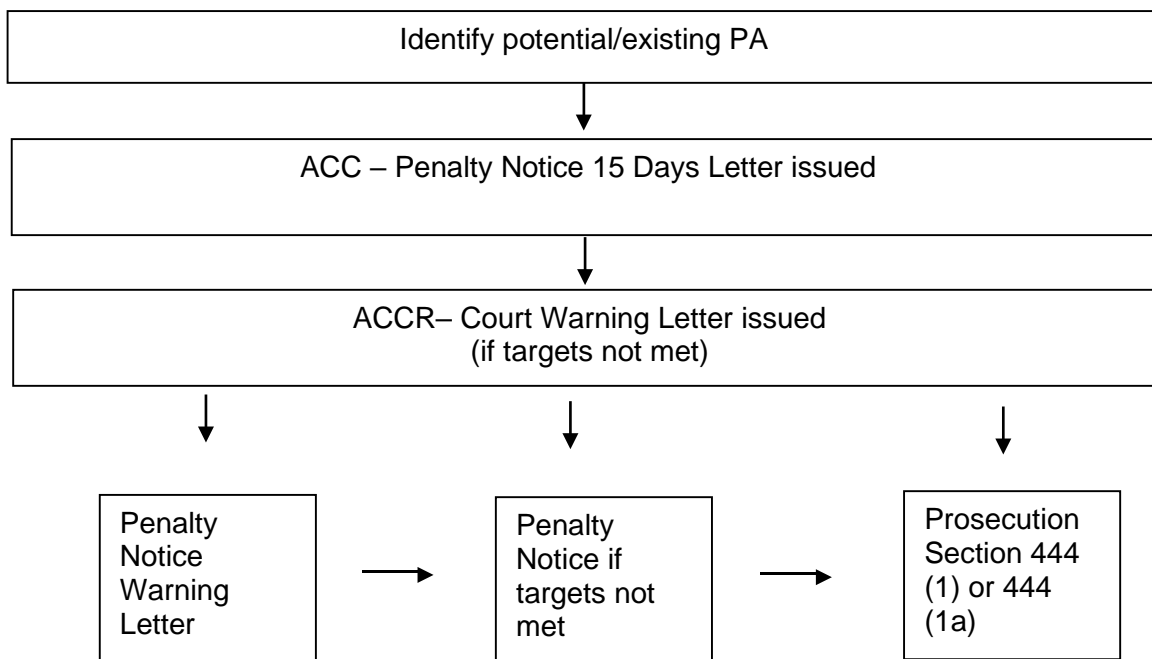 Identify potential/existing PA
ACC – Penalty Notice 15 Days Letter issued
ACCR– Court Warning Letter issued
(if targets not met)
Penalty
Notice
Warning
Letter
Penalty
Notice if
targets not
met
Prosecution
Section 444
(1) or 444
(1a)